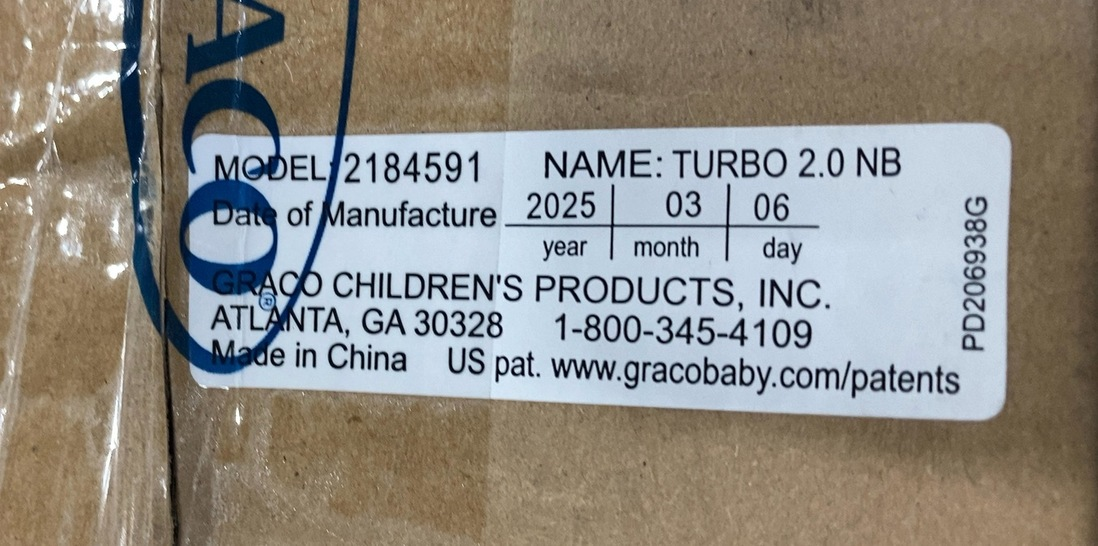 ACO
®
MODEL: 2184591 NAME: TURBO 2.0 NB
Date of Manufacture 2025 03 06
year month day
GRACO CHILDREN'S PRODUCTS, INC.
ATLANTA, GA 30328 1-800-345-4109
Made in China US pat. www.gracobaby.com/patents
PD206938G